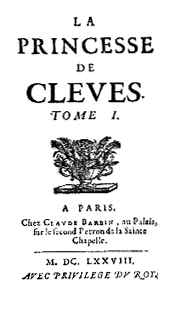 LA
PRINCESSE
DE
CLEVES.
TOME I.
A PARIS,
Chez CLAUDE BARBIN, au Palais,
sur le second Perron de la Sainte
Chapelle.
M. DC. LXXVIII.
AVEC PRIVILEGE DV ROY.